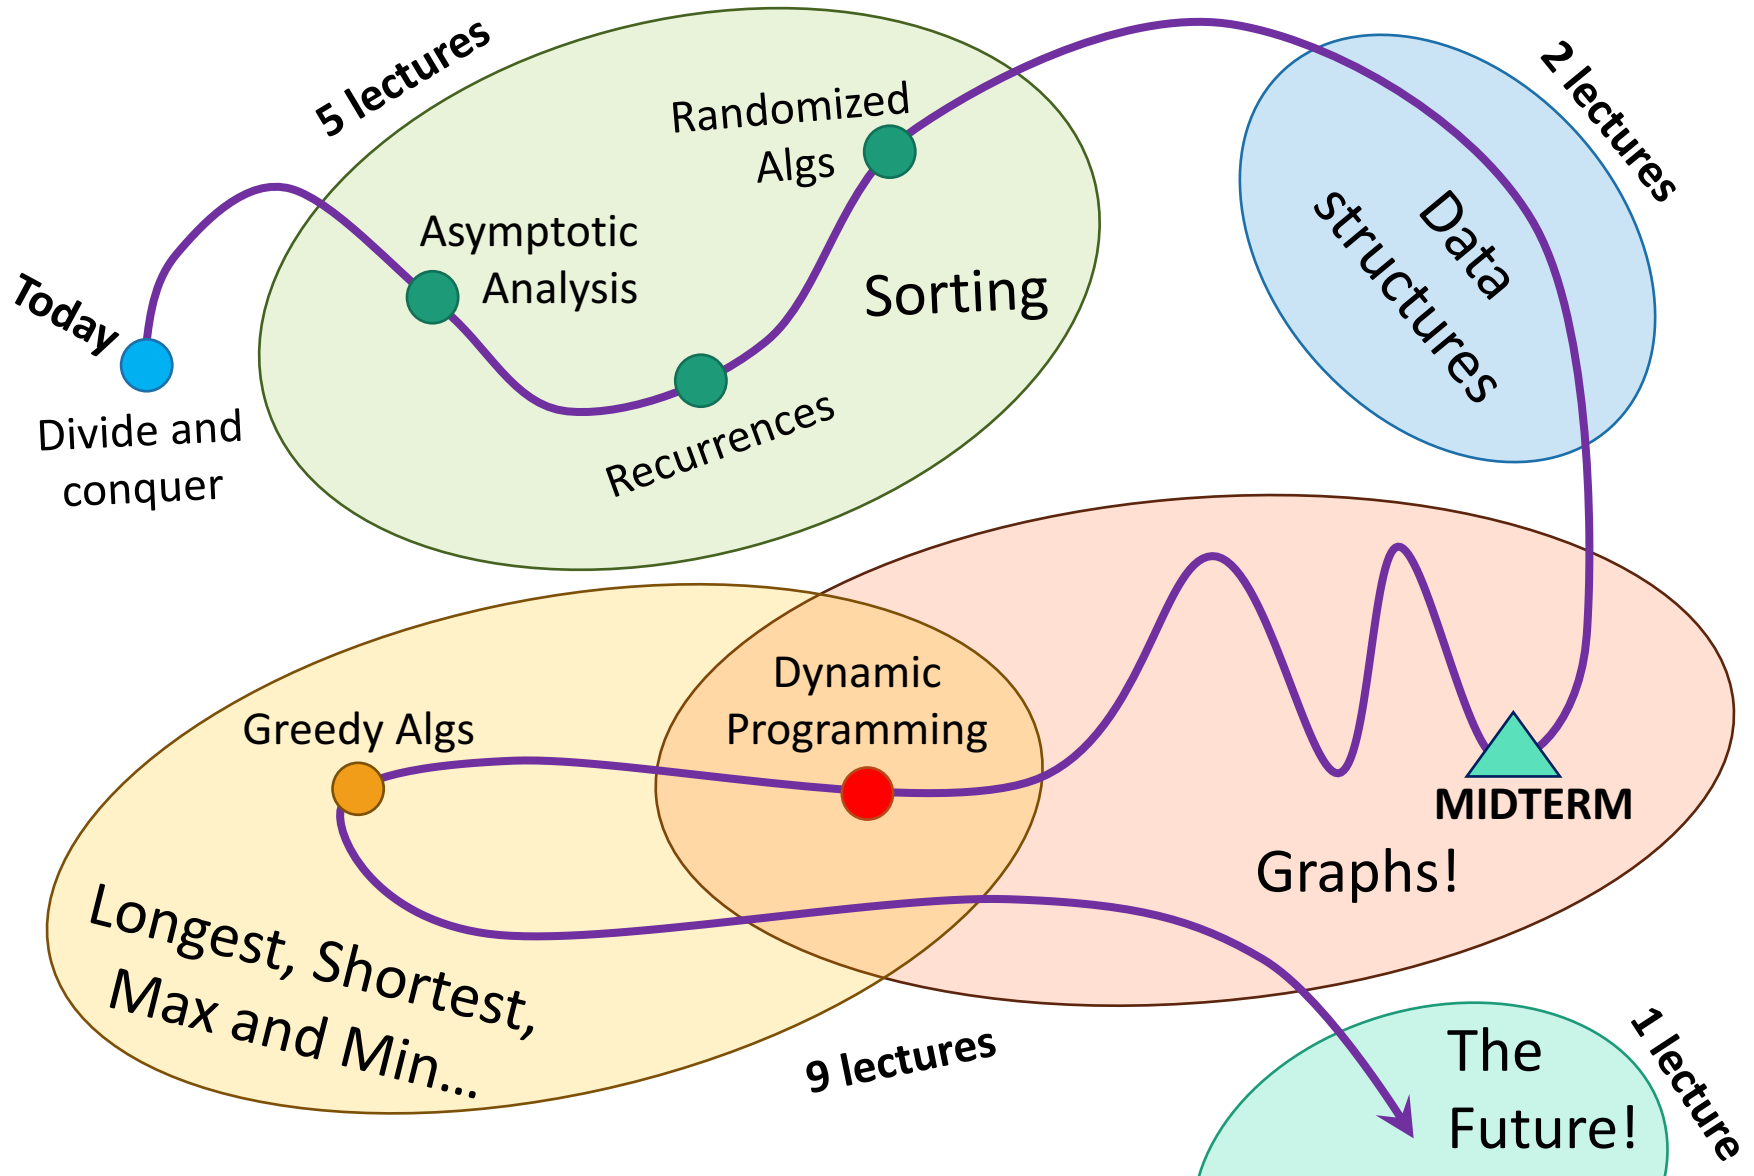 5 lectures
Randomized
Algs
Asymptotic
Analysis
Sorting
Recurrences
Today
Divide and
conquer
2 lectures
Data
structures
Dynamic
Programming
Greedy Algs
MIDTERM
Graphs!
Longest, Shortest,
Max and Min...
9 lectures
The
Future!
1 lecture